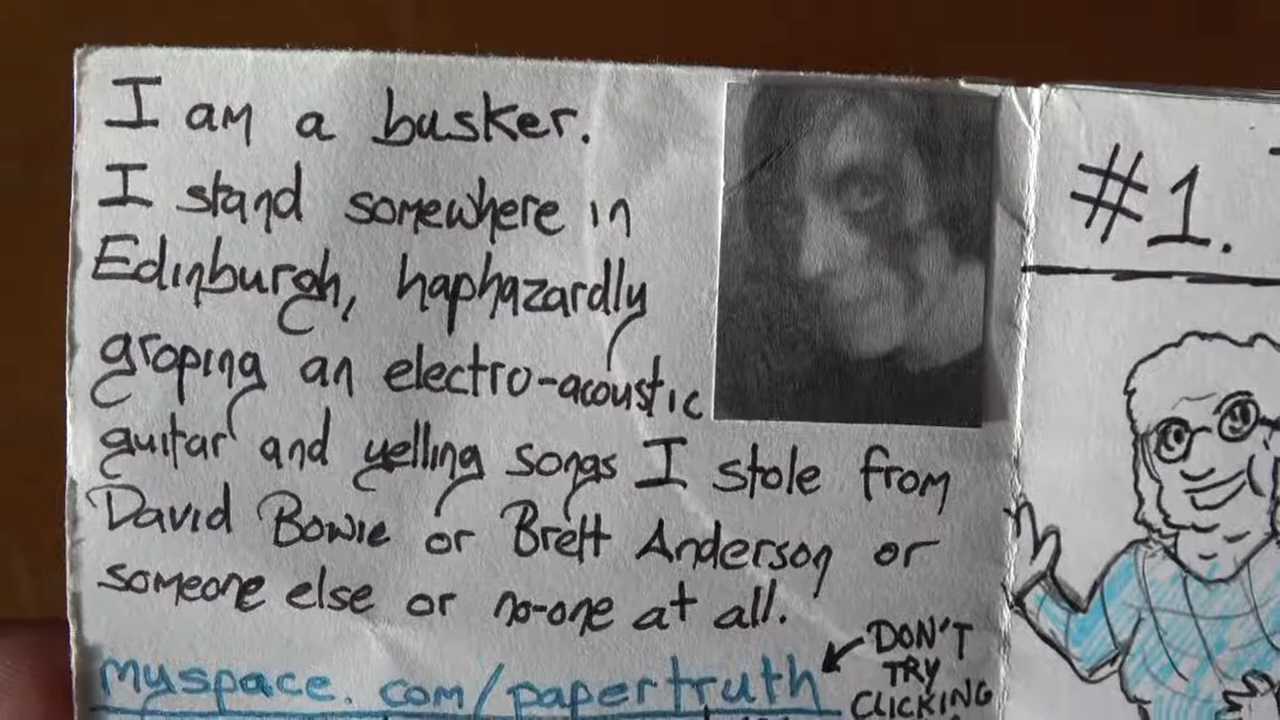 I am a busker.
I stand somewhere in
Edinburgh, haphazardly
groping an electro-acoustic
guitar and yelling songs I stole from
David Bowie or Brett Anderson or
someone else or no-one at all.
myspace.com/papertruth
DON'T
TRY
CLICKING
#1.